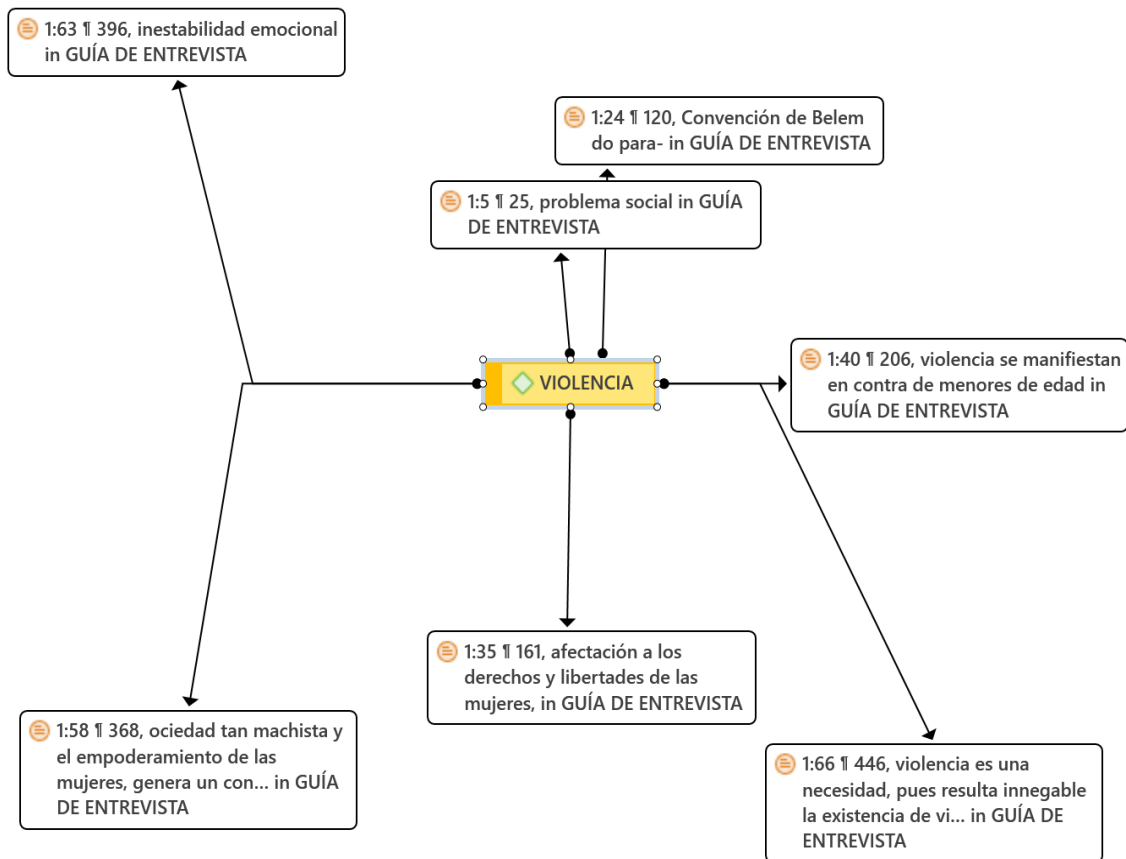 1:63 ¶ 396, inestabilidad emocional
in GUÍA DE ENTREVISTA
1:24 ¶ 120, Convención de Belem
do para- in GUÍA DE ENTREVISTA
1:5 ¶ 25, problema social in GUÍA
DE ENTREVISTA
VIOLENCIA
1:40 ¶ 206, violencia se manifiestan
en contra de menores de edad in
GUÍA DE ENTREVISTA
1:35 ¶ 161, afectación a los
derechos y libertades de las
mujeres, in GUÍA DE ENTREVISTA
1:58 ¶ 368, ociedad tan machista y
el empoderamiento de las
mujeres, genera un con... in GUÍA
DE ENTREVISTA
1:66 ¶ 446, violencia es una
necesidad, pues resulta innegable
la existencia de vi... in GUÍA DE
ENTREVISTA